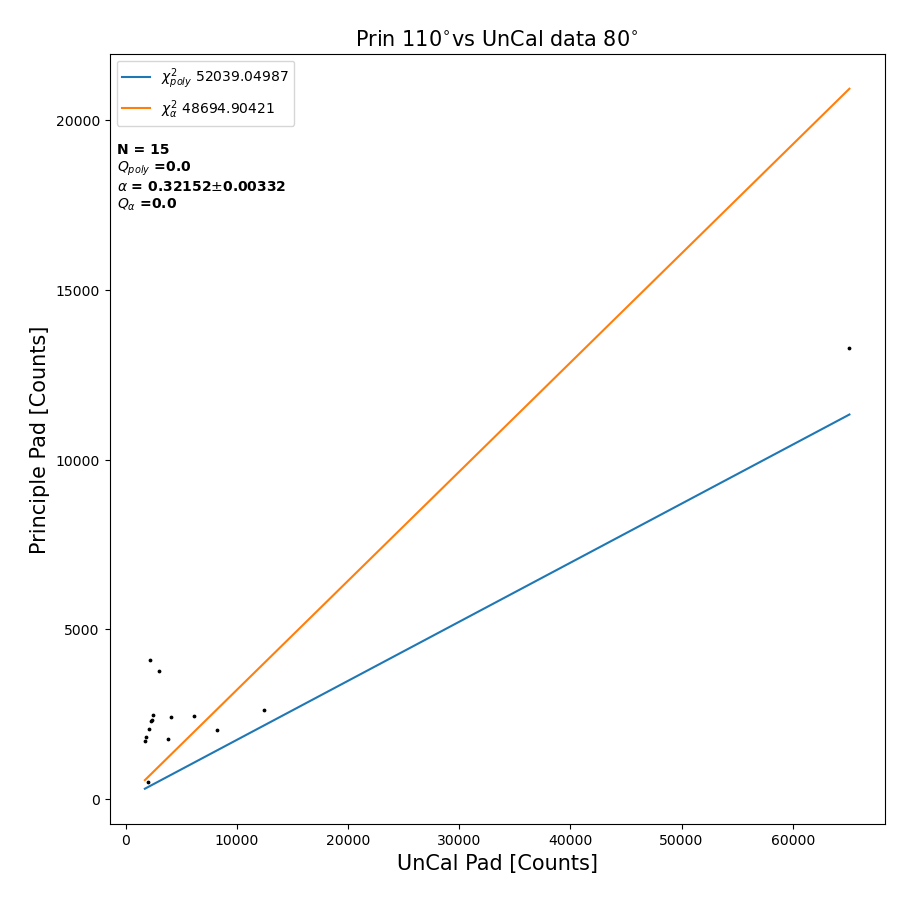 Prin 110°vs UnCal data 80°
χ²poly 52039.04987
χ²α 48694.90421
N = 15
Qpoly =0.0
α = 0.32152±0.00332
Qα =0.0
20000
15000
10000
5000
0
Principle Pad [Counts]
0 10000 20000 30000 40000 50000 60000
UnCal Pad [Counts]